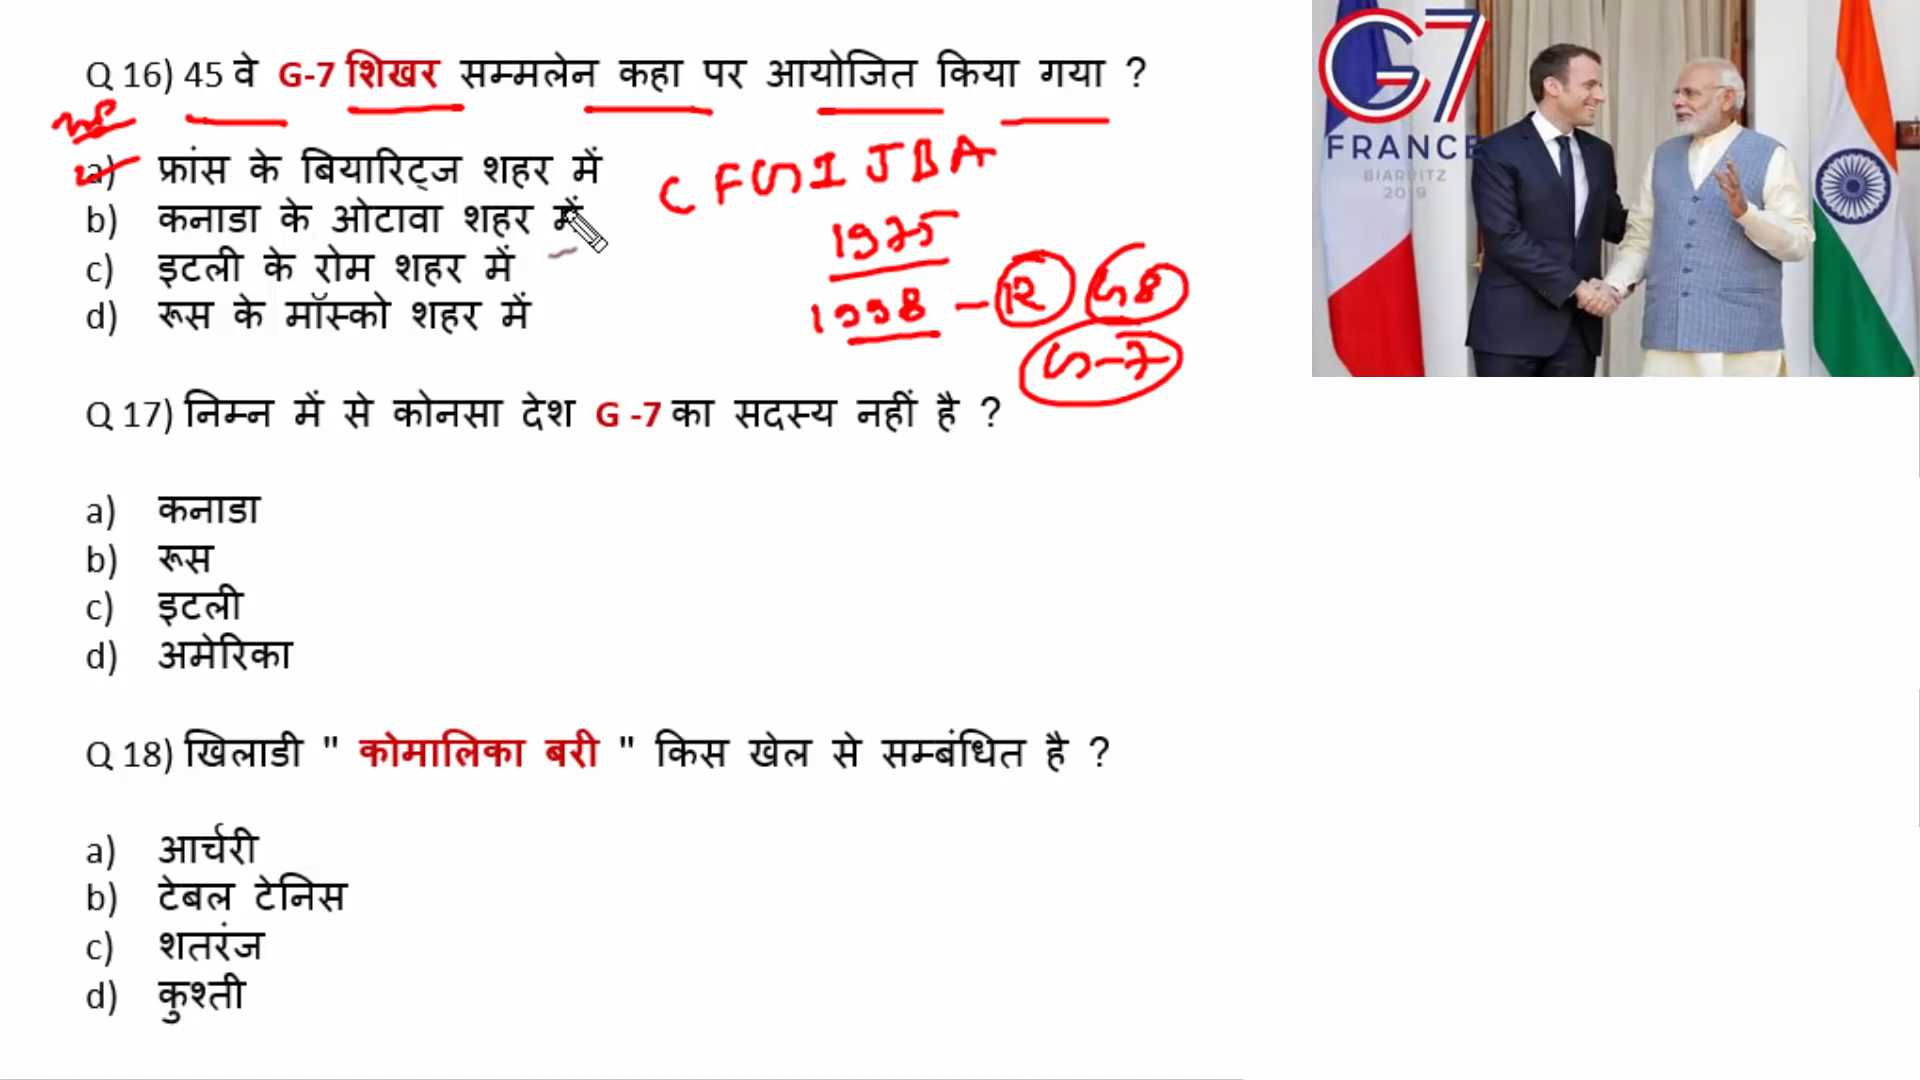 Q 16) 45 वे G-7 शिखर सम्मलेन कहा पर आयोजित किया गया ?
a) फ्रांस के बियारिट्ज शहर में
b) कनाडा के ओटावा शहर में
c) इटली के रोम शहर में
d) रूस के मॉस्को शहर में
C F G I J B A
1975
1998 - R G8
G-7
G7
FRANCE
BIARRITZ
2019
Q 17) निम्न में से कोनसा देश G -7 का सदस्य नहीं है ?
a) कनाडा
b) रूस
c) इटली
d) अमेरिका
Q 18) खिलाडी " कोमालिका बरी " किस खेल से सम्बंधित है ?
a) आर्चरी
b) टेबल टेनिस
c) शतरंज
d) कुश्ती